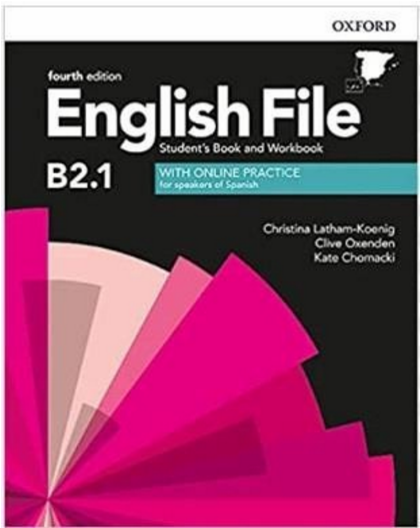 OXFORD
fourth edition
English File
Student's Book and Workbook
B2.1
WITH ONLINE PRACTICE
for speakers of Spanish
Christina Latham-Koenig
Clive Oxenden
Kate Chomacki